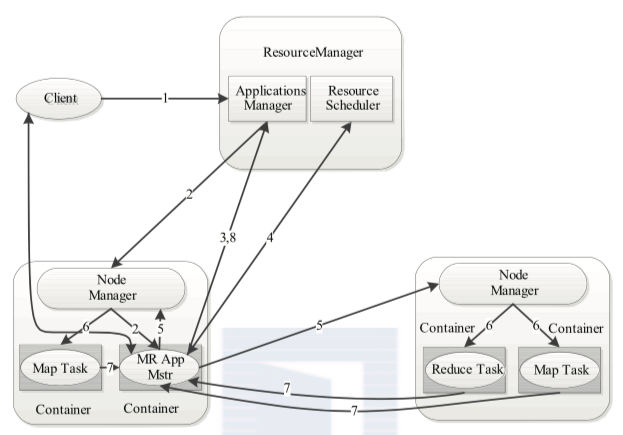 ResourceManager
Client
1
Applications
Manager
Resource
Scheduler
2
3,8
4
Node
Manager
6
2
5
Map Task
7
MR App
Mstr
Container
Container
5
Node
Manager
Container
6
6
Container
Reduce Task
Map Task
7
7